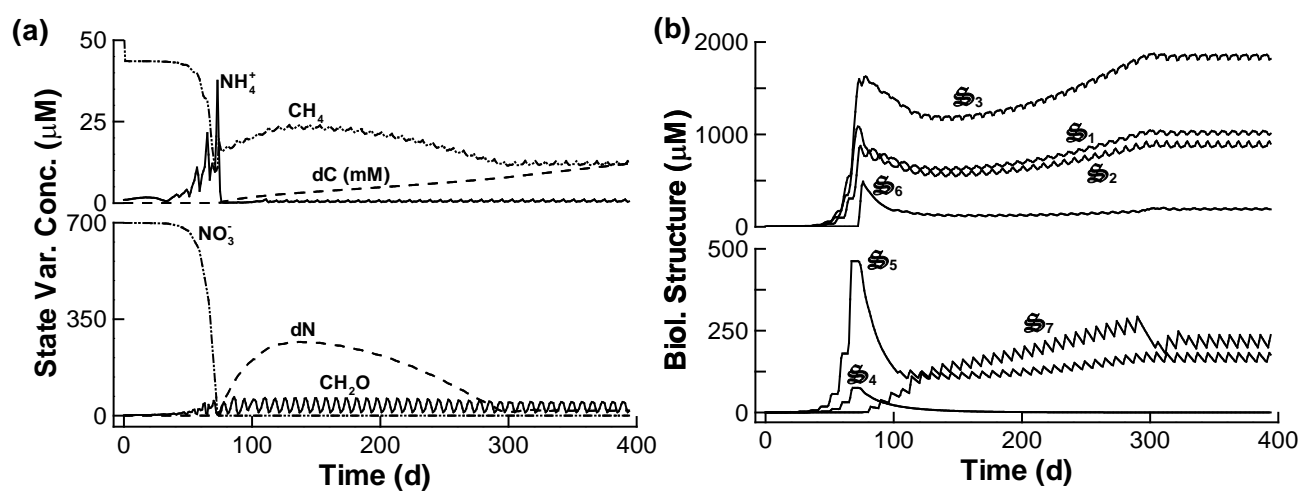 (a)
50
25
0
NH₄⁺
CH₄
dC (mM)
700
350
0
NO₃⁻
dN
CH₂O
0 100 200 300 400
Time (d)
State Var. Conc. (μM)
(b)
2000
1000
0
𝕊₃
𝕊₁
𝕊₂
𝕊₆
500
250
0
𝕊₅
𝕊₇
𝕊₄
0 100 200 300 400
Time (d)
Biol. Structure (μM)